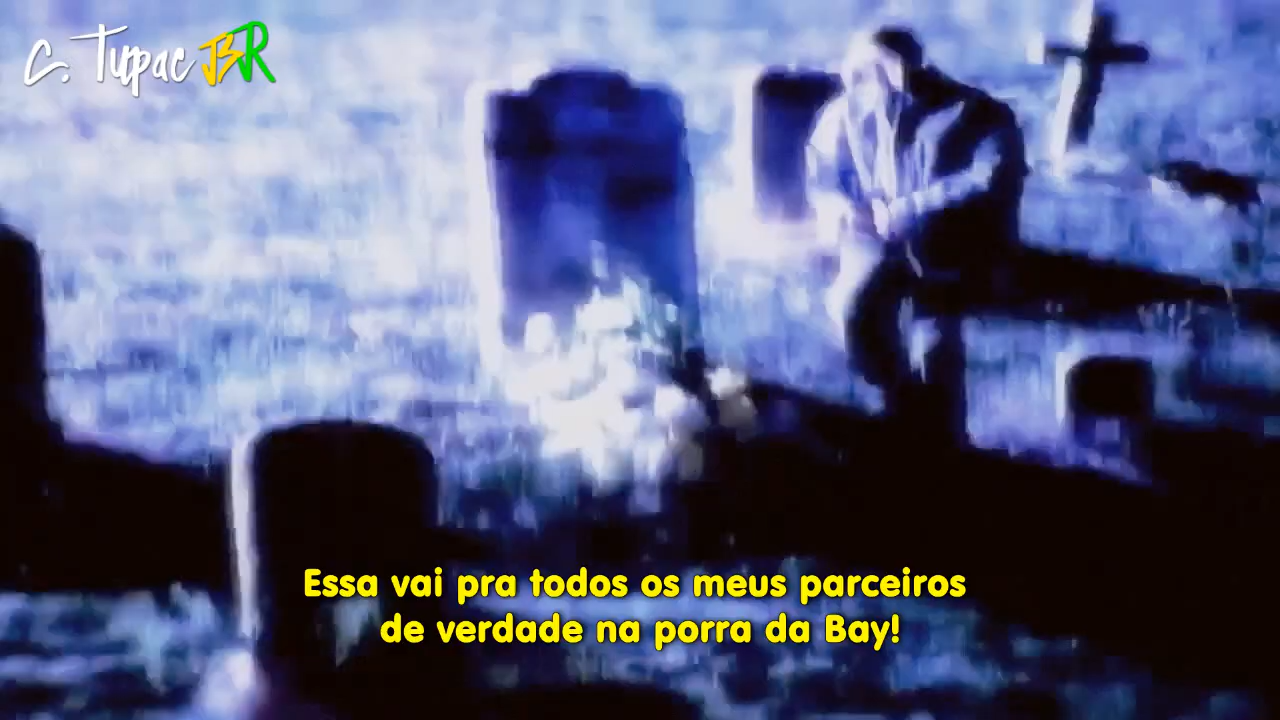 C. Tupac BR
Essa vai pra todos os meus parceiros
de verdade na porra da Bay!